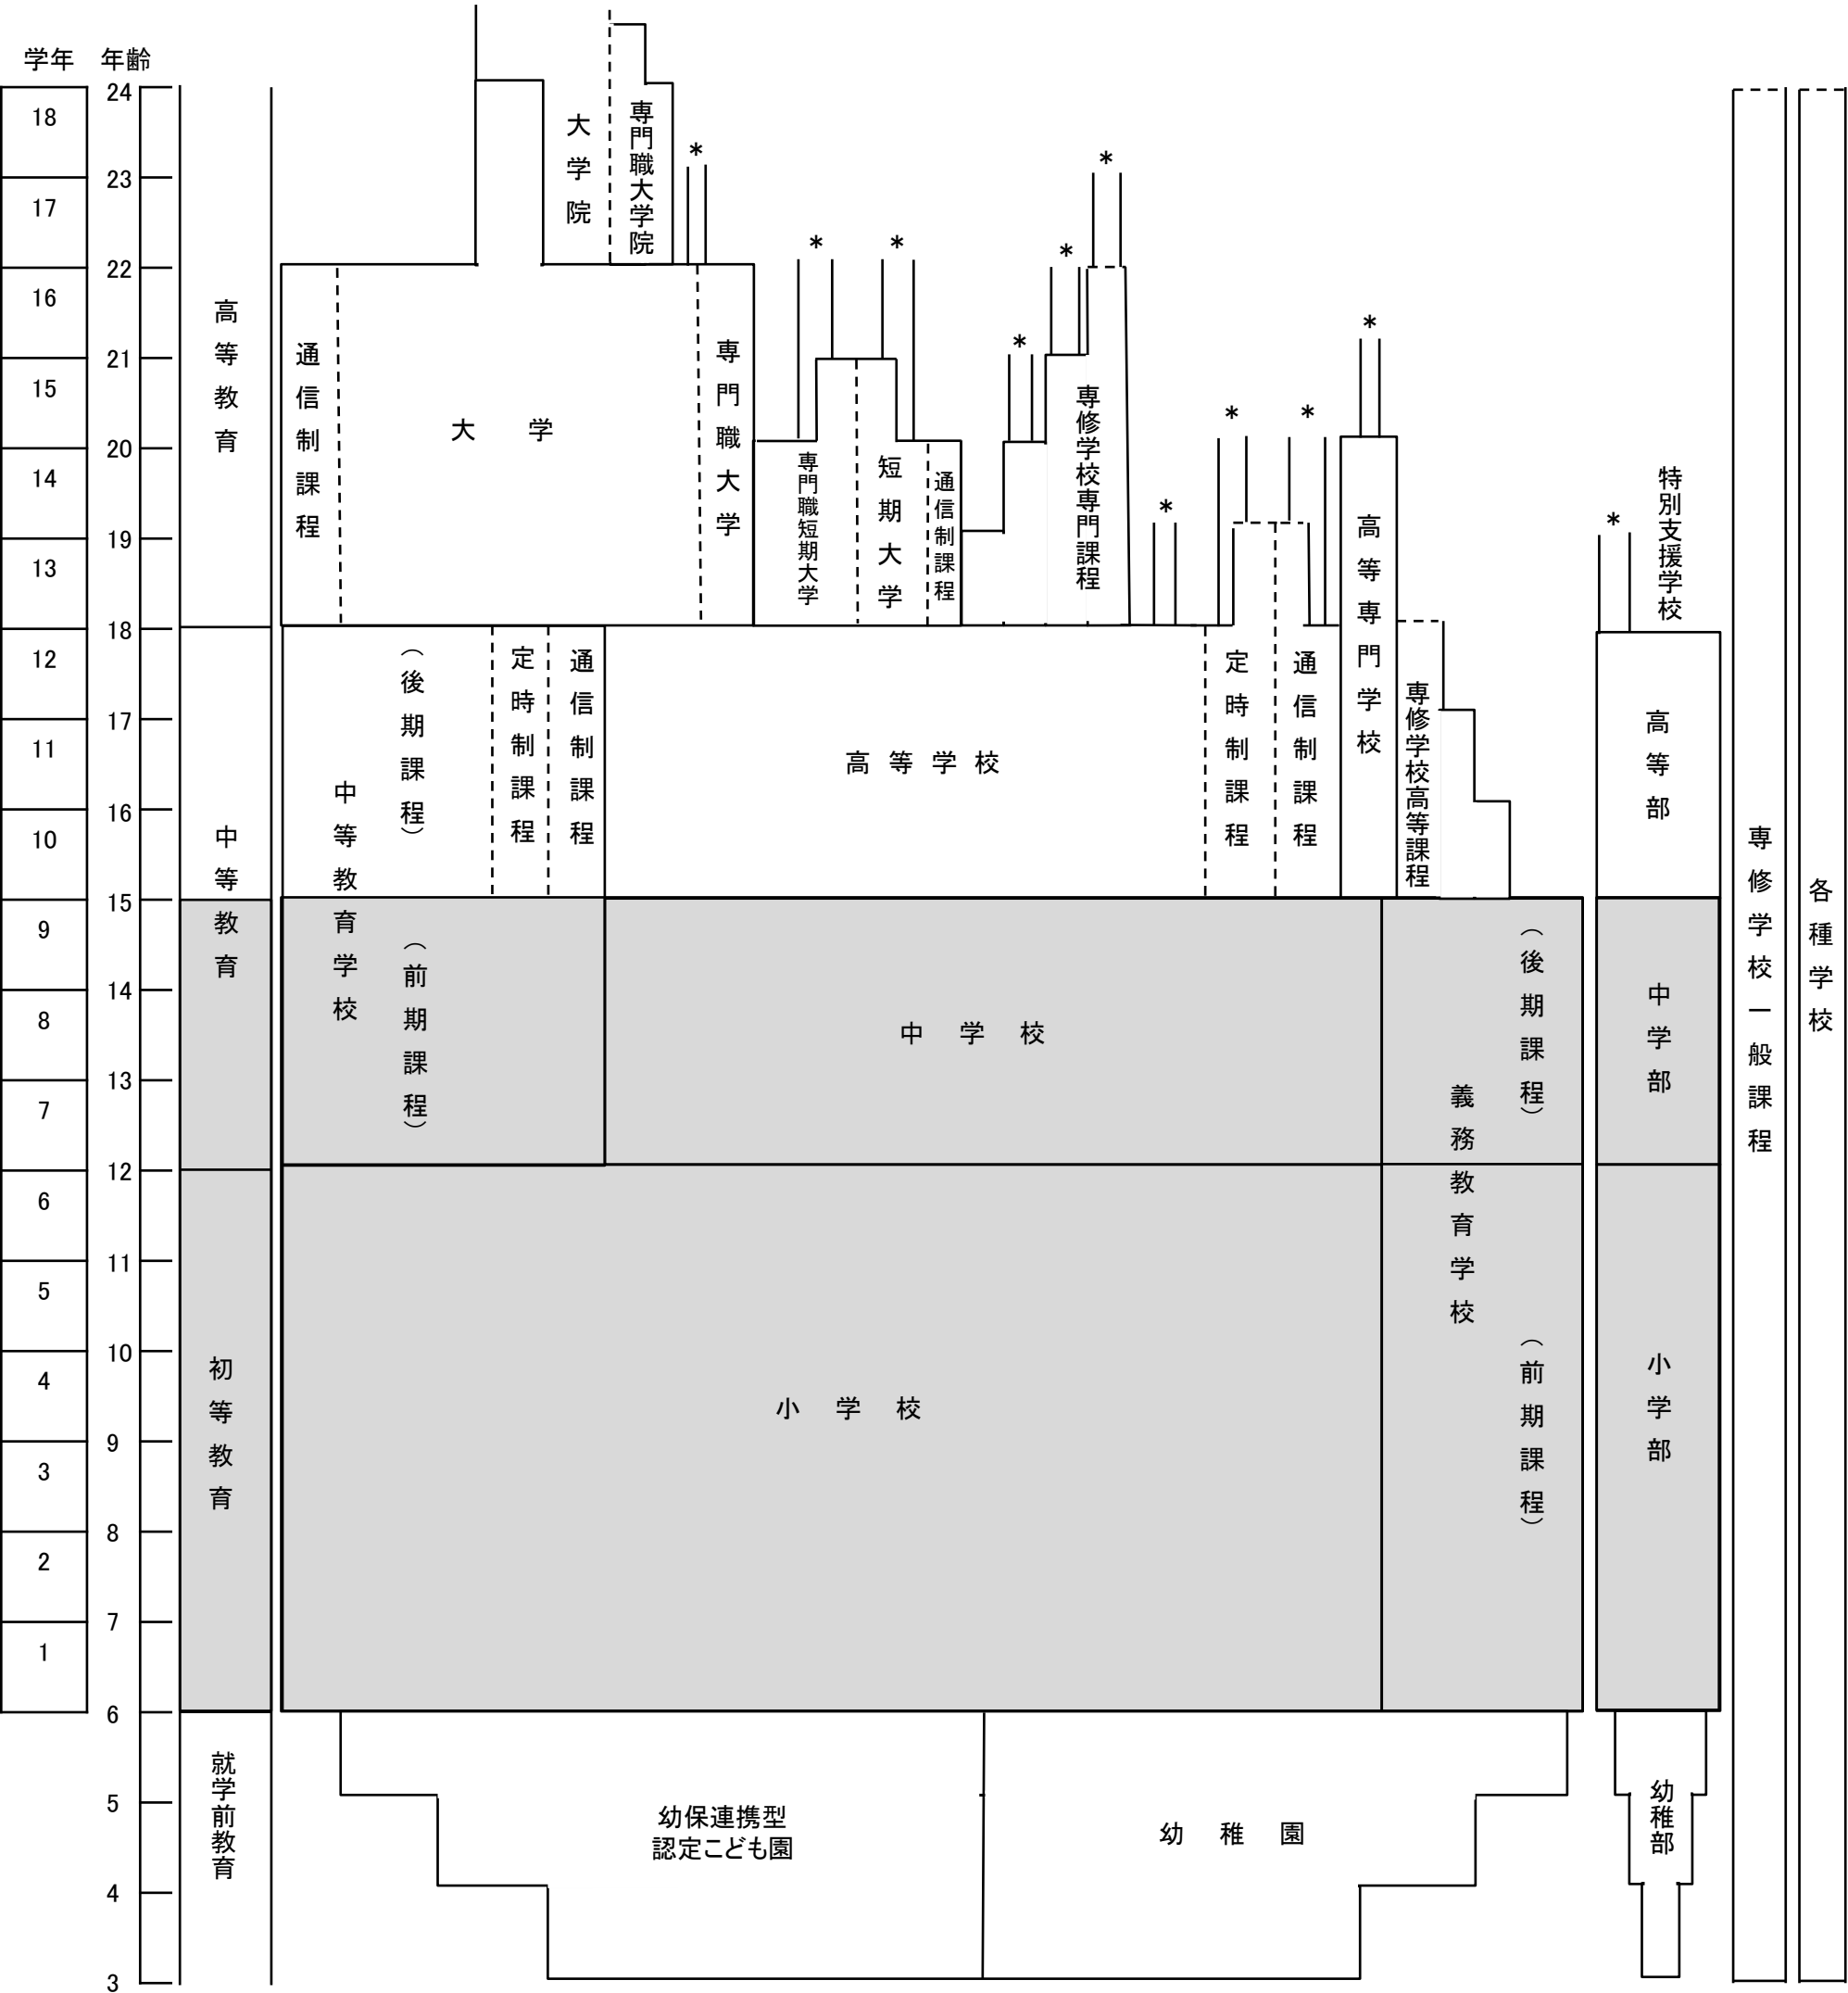 学年
年齢
18
17
16
15
14
13
12
11
10
9
8
7
6
5
4
3
2
1
24
23
22
21
20
19
18
17
16
15
14
13
12
11
10
9
8
7
6
5
4
3
高等教育
中等教育
初等教育
就学前教育
大学院
専門職大学院
*
通信制課程
大学
専門職大学
*
*
専門職短期大学
短期大学
通信制課程
*
*
*
専修学校専門課程
*
*
*
*
高等専門学校
中等教育学校
（後期課程）
（前期課程）
定時制課程
通信制課程
高等学校
定時制課程
通信制課程
専修学校高等課程
中学校
小学校
義務教育学校
（後期課程）
（前期課程）
*
特別支援学校
高等部
中学部
小学部
幼稚部
専修学校一般課程
各種学校
幼保連携型
認定こども園
幼稚園